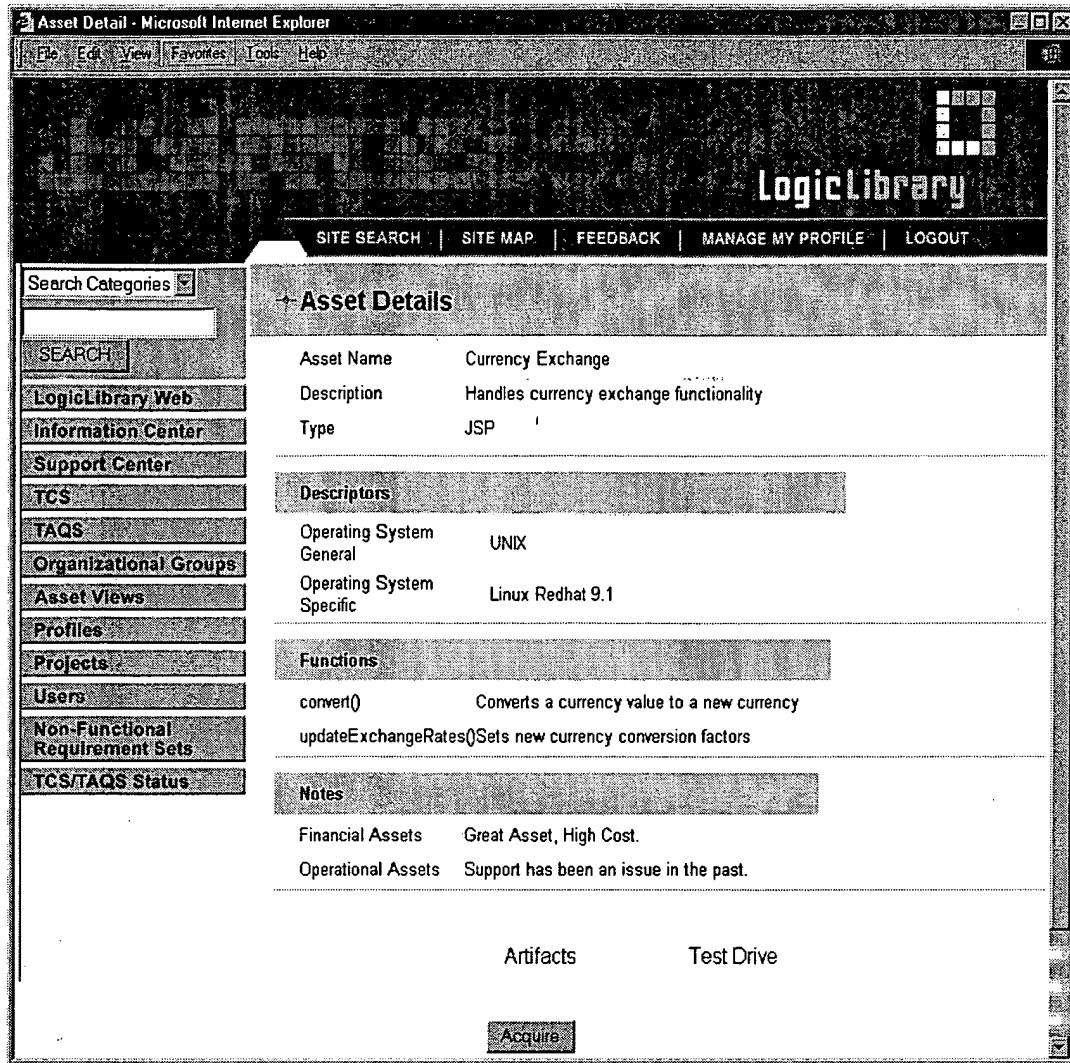 Asset Detail - Microsoft Internet Explorer
File Edit View Favorites Tools Help
LogicLibrary
SITE SEARCH | SITE MAP | FEEDBACK | MANAGE MY PROFILE | LOGOUT
Search Categories
SEARCH
LogicLibrary Web
Information Center
Support Center
TCS
TAQS
Organizational Groups
Asset Views
Profiles
Projects
Users
Non-Functional
Requirement Sets
TCS/TAQS Status
Asset Details
Asset Name Currency Exchange
Description Handles currency exchange functionality
Type JSP
Descriptors
Operating System
General UNIX
Operating System
Specific Linux Redhat 9.1
Functions
convert() Converts a currency value to a new currency
updateExchangeRates()Sets new currency conversion factors
Notes
Financial Assets Great Asset, High Cost.
Operational Assets Support has been an issue in the past.
Artifacts Test Drive
Acquire